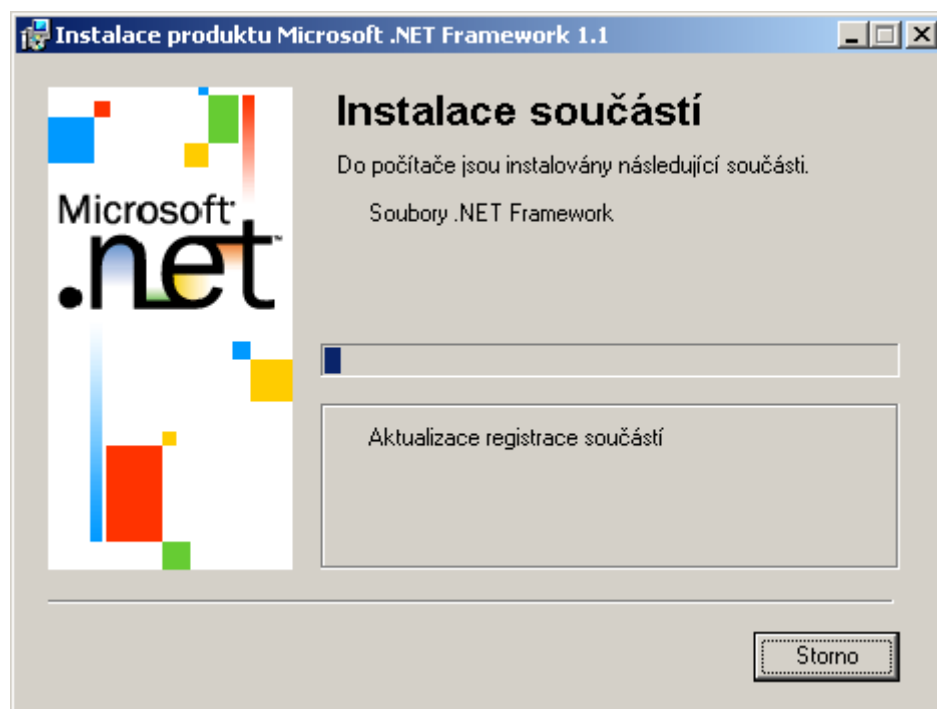 Instalace produktu Microsoft .NET Framework 1.1
Instalace součástí
Do počítače jsou instalovány následující součásti.
Soubory .NET Framework
Microsoft
.net
Aktualizace registrace součástí
Storno